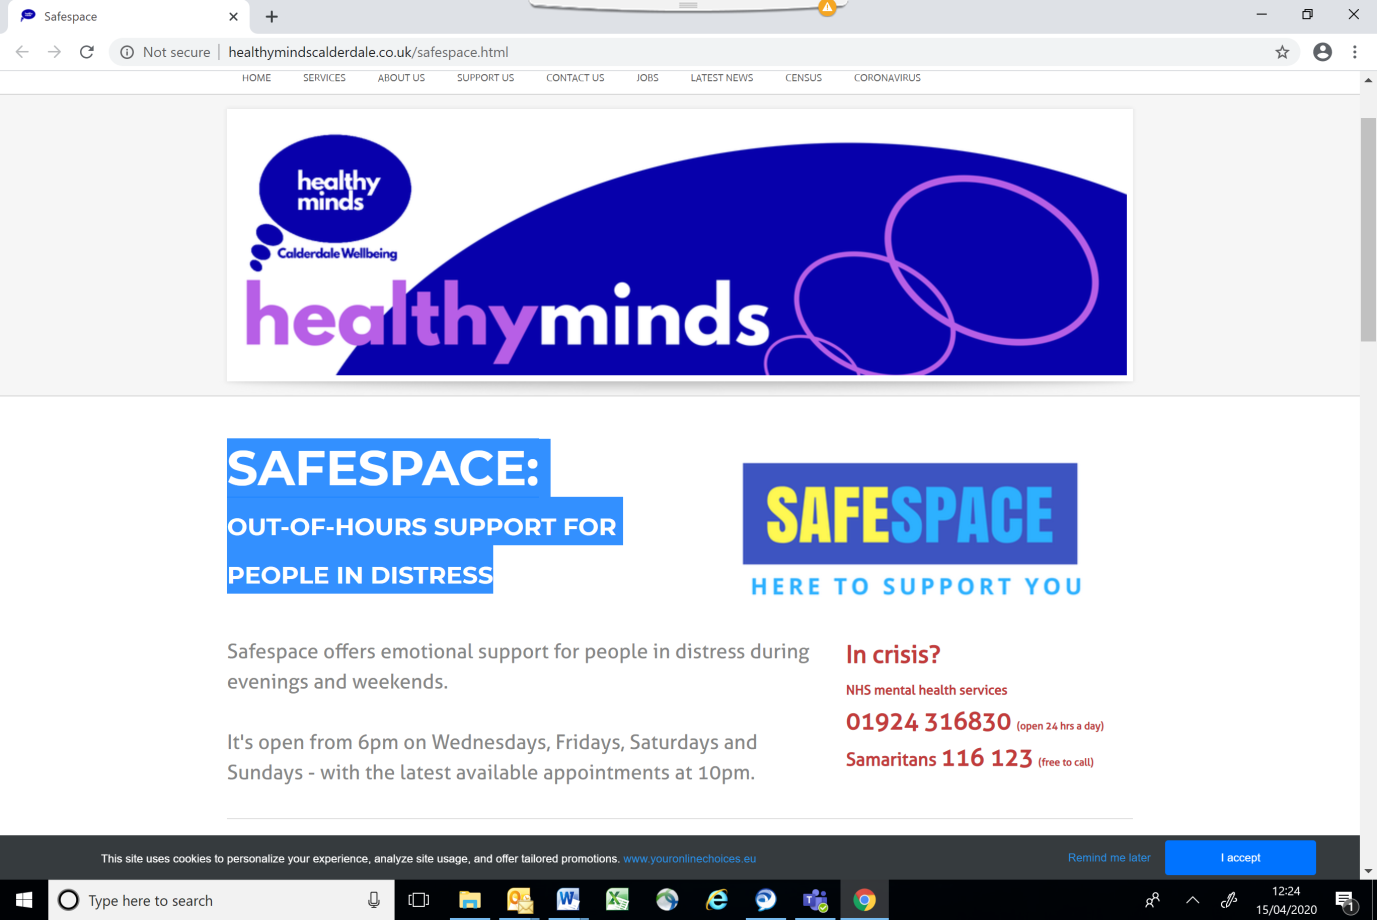 Safespace
Not secure | healthymindscalderdale.co.uk/safespace.html
HOME SERVICES ABOUT US SUPPORT US CONTACT US JOBS LATEST NEWS CENSUS CORONAVIRUS
healthy
minds
Calderdale Wellbeing
healthyminds
SAFESPACE:
OUT-OF-HOURS SUPPORT FOR
PEOPLE IN DISTRESS
SAFESPACE
HERE TO SUPPORT YOU
Safespace offers emotional support for people in distress during
evenings and weekends.
It's open from 6pm on Wednesdays, Fridays, Saturdays and
Sundays - with the latest available appointments at 10pm.
In crisis?
NHS mental health services
01924 316830 (open 24 hrs a day)
Samaritans 116 123 (free to call)
This site uses cookies to personalize your experience, analyze site usage, and offer tailored promotions. www.youronlinechoices.eu
Remind me later
I accept
Type here to search
12:24
15/04/2020
1